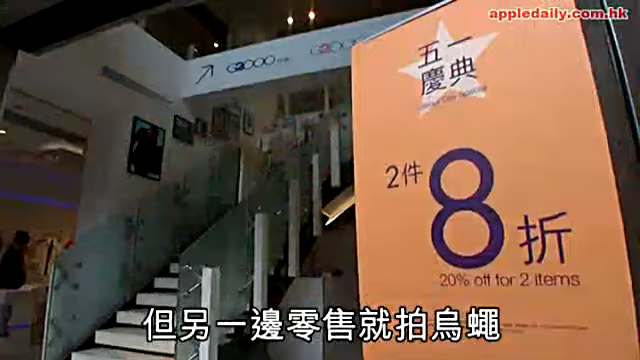 appledaily.com.hk
G2000
五一
慶典
2件
8折
20% off for 2 items
但另一邊零售就拍烏蠅